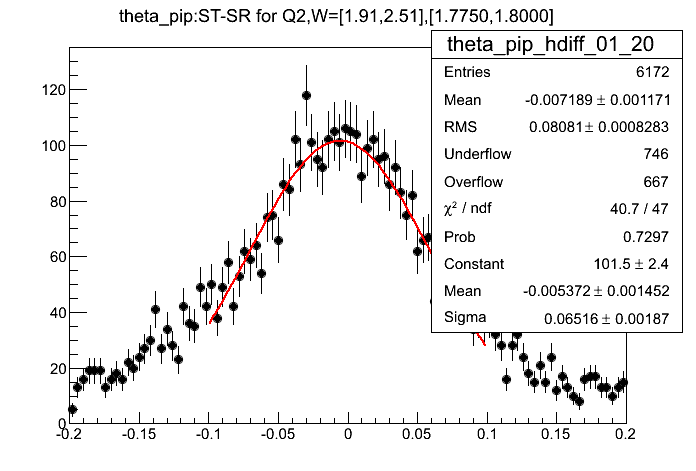 theta_pip:ST-SR for Q2,W=[1.91,2.51],[1.7750,1.8000]
theta_pip_hdiff_01_20
Entries 6172
Mean -0.007189 ± 0.001171
RMS 0.08081 ± 0.0008283
Underflow 746
Overflow 667
χ² / ndf 40.7 / 47
Prob 0.7297
Constant 101.5 ± 2.4
Mean -0.005372 ± 0.001452
Sigma 0.06516 ± 0.00187
120
100
80
60
40
20
0
-0.2 -0.15 -0.1 -0.05 0 0.05 0.1 0.15 0.2